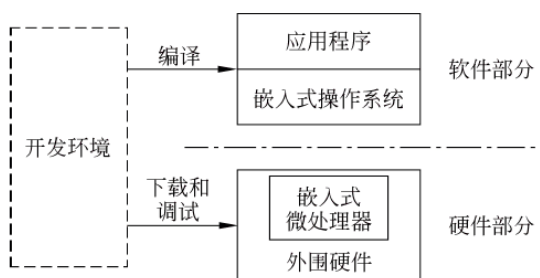 应用程序
编译
软件部分
嵌入式操作系统
开发环境
下载和
调试
嵌入式
微处理器
硬件部分
外围硬件